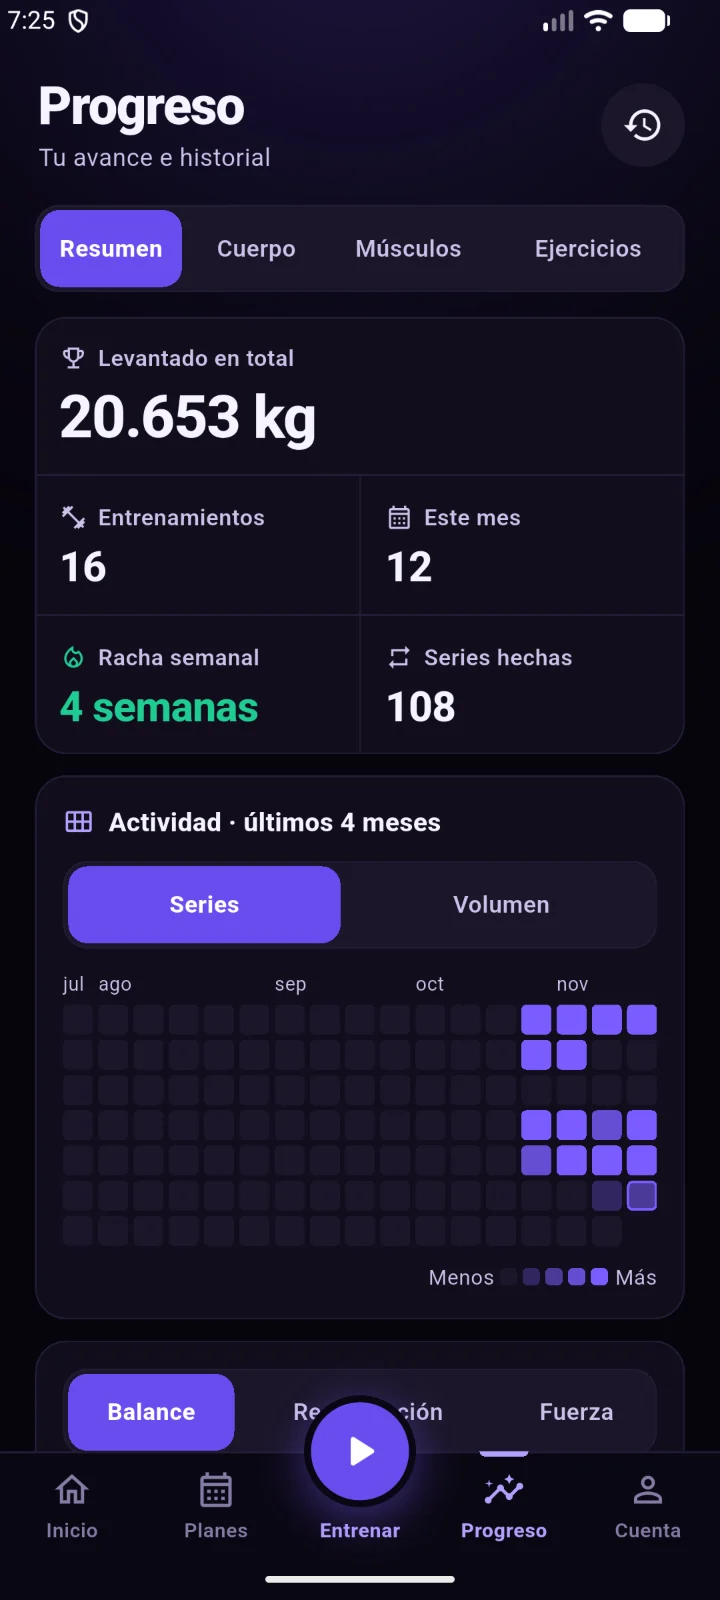 7:25
Progreso
Tu avance e historial
Resumen Cuerpo Músculos Ejercicios
Levantado en total
20.653 kg
Entrenamientos Este mes
16 12
Racha semanal Series hechas
4 semanas 108
Actividad · últimos 4 meses
Series Volumen
jul ago sep oct nov
Menos Más
Balance Fuerza
Inicio Planes Entrenar Progreso Cuenta